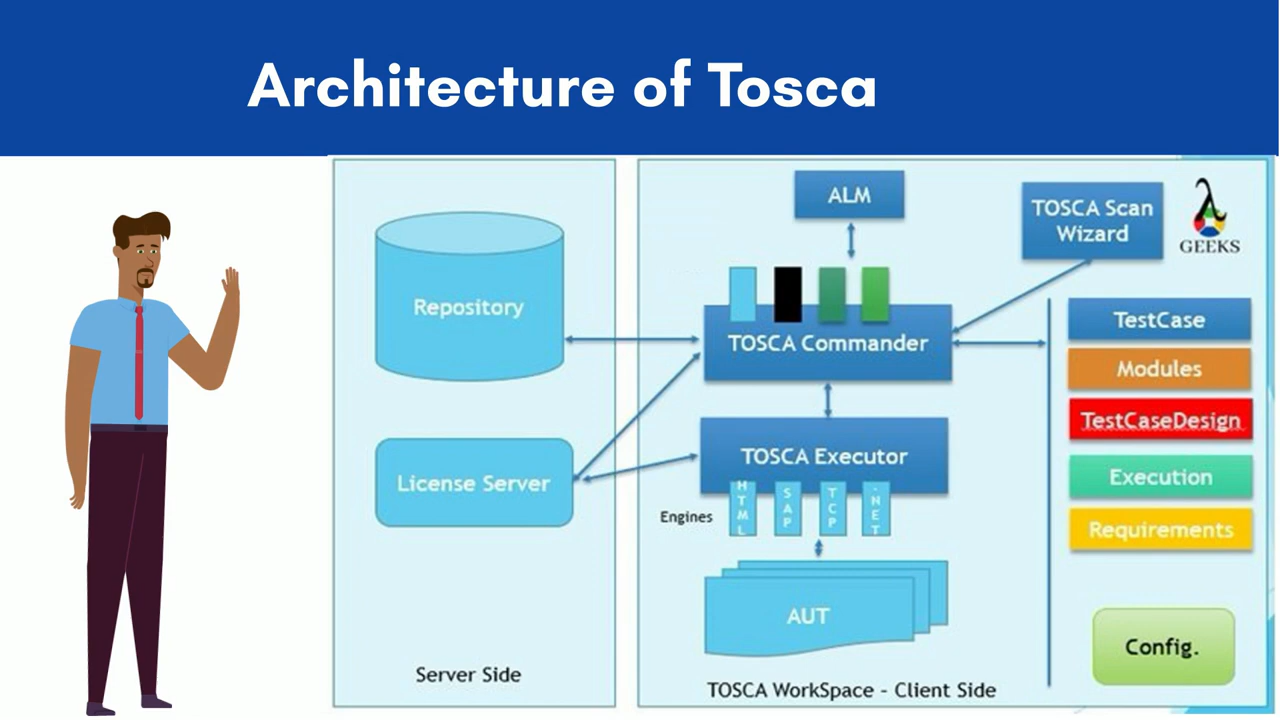 Architecture of Tosca
Repository
License Server
Server Side
ALM
TOSCA Scan
Wizard
GEEKS
TOSCA Commander
TOSCA Executor
Engines
HTML
SAP
TCP
.NET
AUT
TOSCA WorkSpace - Client Side
TestCase
Modules
TestCaseDesign
Execution
Requirements
Config.